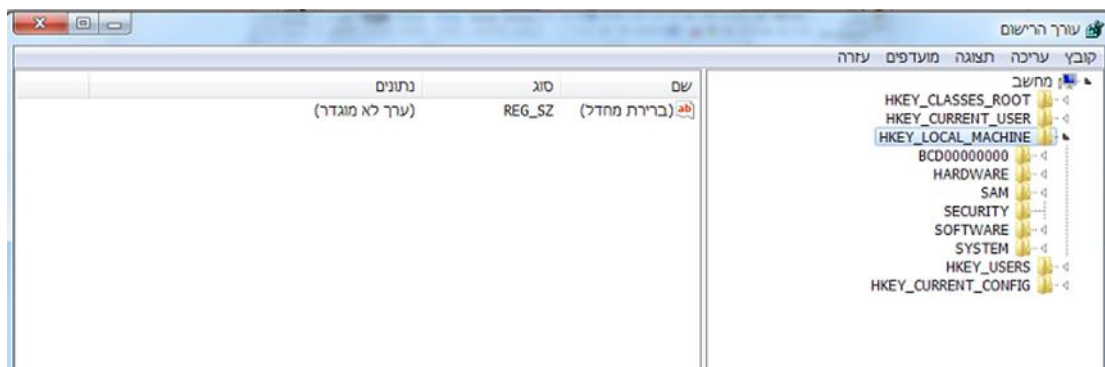 עורך הרישום
קובץ עריכה תצוגה מועדפים עזרה
מחשב
HKEY_CLASSES_ROOT
HKEY_CURRENT_USER
HKEY_LOCAL_MACHINE
BCD00000000
HARDWARE
SAM
SECURITY
SOFTWARE
SYSTEM
HKEY_USERS
HKEY_CURRENT_CONFIG
שם סוג נתונים
ab (ברירת מחדל) REG_SZ (ערך לא מוגדר)